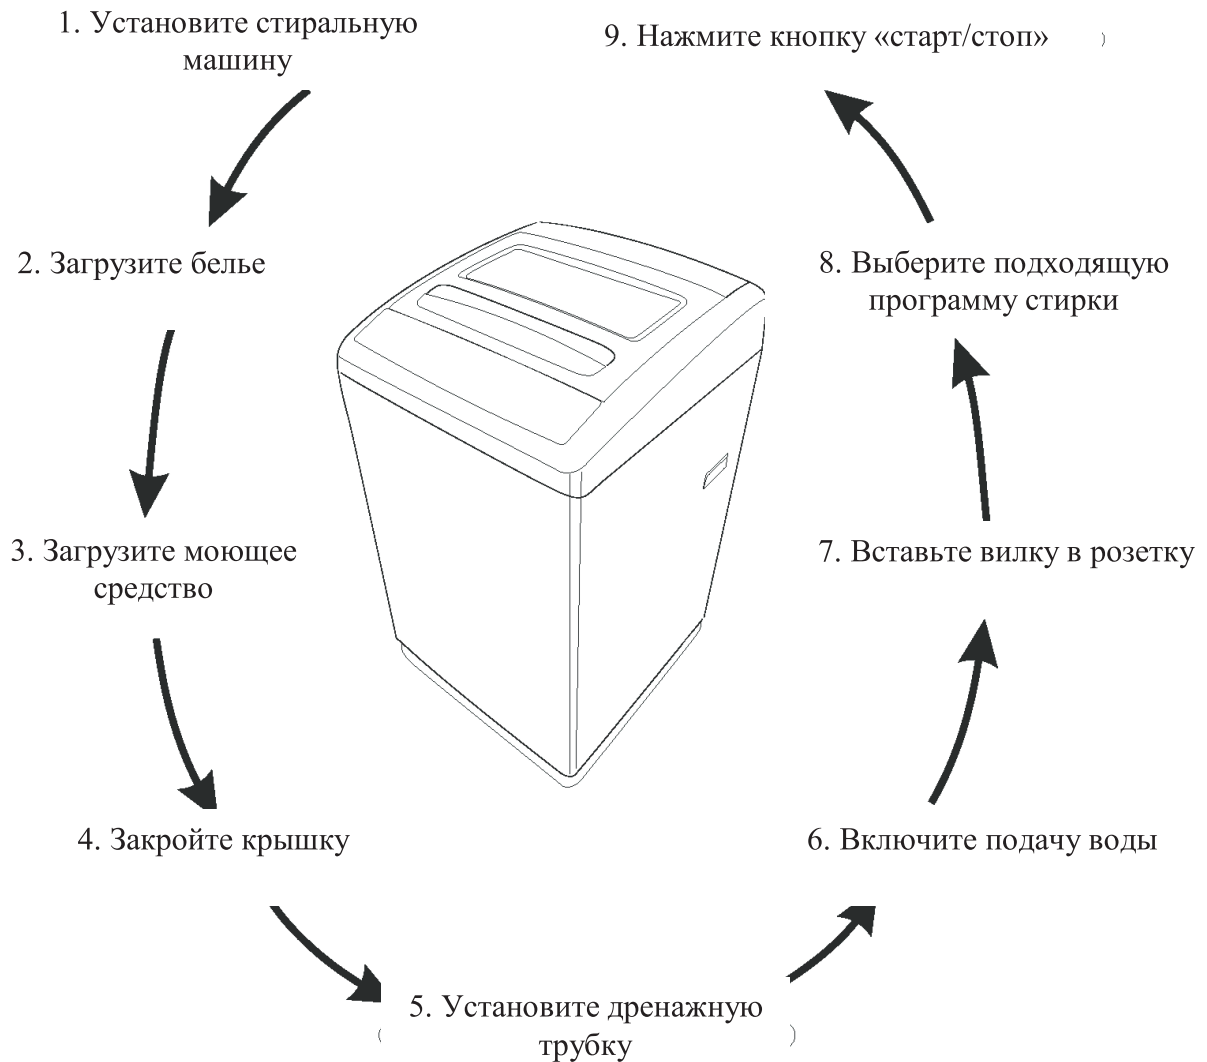 1. Установите стиральную
машину
2. Загрузите белье
3. Загрузите моющее
средство
4. Закройте крышку
5. Установите дренажную
трубку
6. Включите подачу воды
7. Вставьте вилку в розетку
8. Выберите подходящую
программу стирки
9. Нажмите кнопку «старт/стоп»